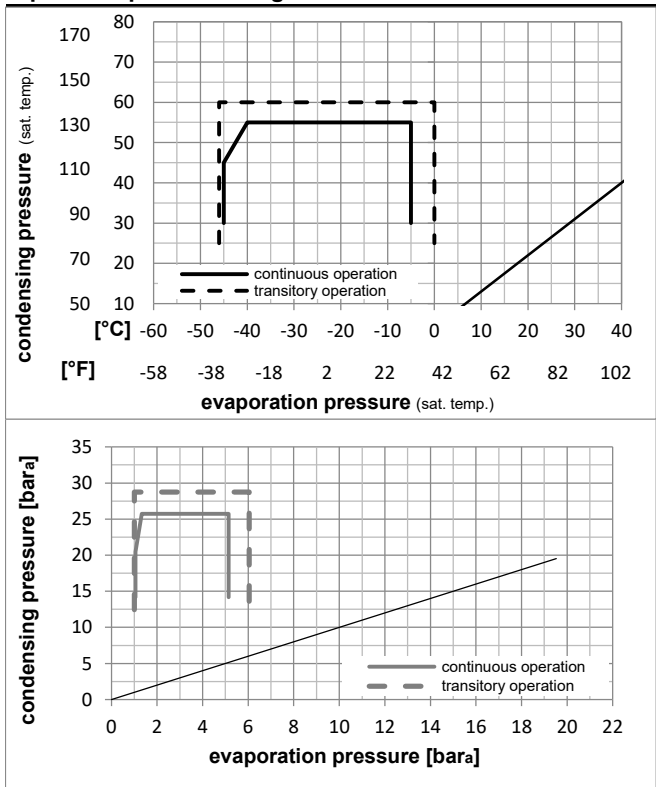 170 80
70
150
60
130
50
110 40
90 30
70 20
50 10
condensing pressure (sat. temp.)
continuous operation
transitory operation
[°C] -60 -50 -40 -30 -20 -10 0 10 20 30 40
[°F] -58 -38 -18 2 22 42 62 82 102
evaporation pressure (sat. temp.)
35
30
25
20
15
10
5
0
condensing pressure [bara]
continuous operation
transitory operation
0 2 4 6 8 10 12 14 16 18 20 22
evaporation pressure [bara]